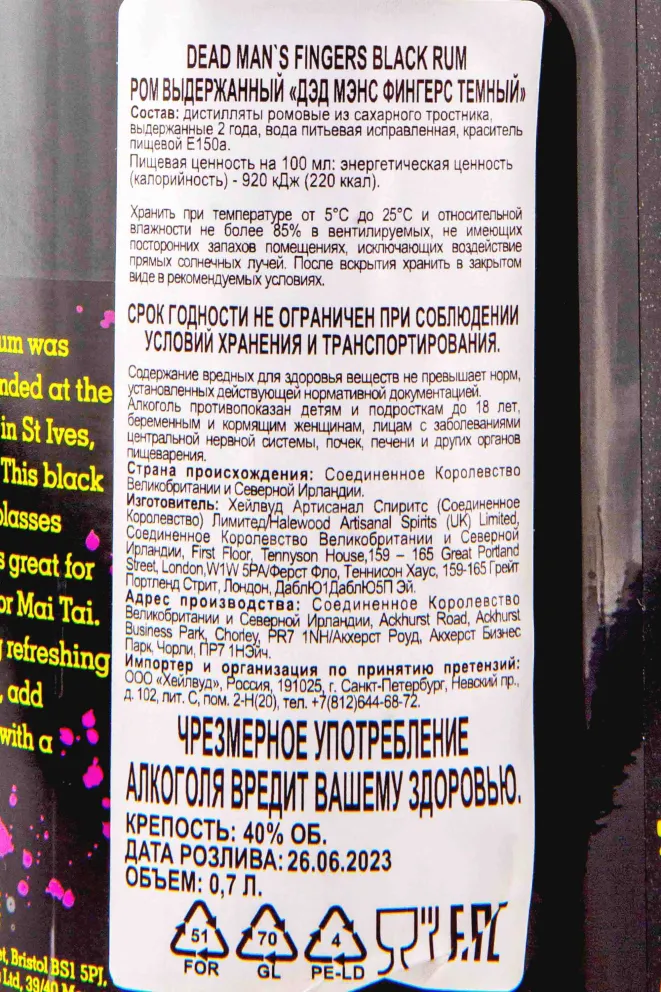 DEAD MAN`S FINGERS BLACK RUM
РОМ ВЫДЕРЖАННЫЙ «ДЭД МЭНС ФИНГЕРС ТЕМНЫЙ»
Состав: дистилляты ромовые из сахарного тростника,
выдержанные 2 года, вода питьевая исправленная, краситель
пищевой Е150а.
Пищевая ценность на 100 мл: энергетическая ценность
(калорийность) - 920 кДж (220 ккал).
Хранить при температуре от 5°С до 25°С и относительной
влажности не более 85% в вентилируемых, не имеющих
посторонних запахов помещениях, исключающих воздействие
прямых солнечных лучей. После вскрытия хранить в закрытом
виде в рекомендуемых условиях.
СРОК ГОДНОСТИ НЕ ОГРАНИЧЕН ПРИ СОБЛЮДЕНИИ
УСЛОВИЙ ХРАНЕНИЯ И ТРАНСПОРТИРОВАНИЯ.
Содержание вредных для здоровья веществ не превышает норм,
установленных действующей нормативной документацией.
Алкоголь противопоказан детям и подросткам до 18 лет,
беременным и кормящим женщинам, лицам с заболеваниями
центральной нервной системы, почек, печени и других органов
пищеварения.
Страна происхождения: Соединенное Королевство
Великобритании и Северной Ирландии.
Изготовитель: Хейлвуд Артисанал Спиритс (Соединенное
Королевство) Лимитед/Halewood Artisanal Spirits (UK) Limited,
Соединенное Королевство Великобритании и Северной
Ирландии, First Floor, Tennyson House,159 – 165 Great Portland
Street, London,W1W 5PA/Ферст Фло, Теннисон Хаус, 159-165 Грейт
Портленд Стрит, Лондон, ДаблЮ1ДаблЮ5П Эй.
Адрес производства: Соединенное Королевство
Великобритании и Северной Ирландии, Ackhurst Road, Ackhurst
Business Park, Chorley, PR7 1NH/Акхерст Роуд, Акхерст Бизнес
Парк, Чорли, ПР7 1НЭйч.
Импортер и организация по принятию претензий:
ООО «Хейлвуд», Россия, 191025, г. Санкт-Петербург, Невский пр.,
д. 102, лит. С, пом. 2-Н(20), тел. +7(812)644-68-72.
ЧРЕЗМЕРНОЕ УПОТРЕБЛЕНИЕ
АЛКОГОЛЯ ВРЕДИТ ВАШЕМУ ЗДОРОВЬЮ.
КРЕПОСТЬ: 40% ОБ.
ДАТА РОЗЛИВА: 26.06.2023
ОБЪЕМ: 0,7 Л.
51 70 4
FOR GL PE-LD
EAC
um was
nded at the
in St Ives,
This black
olasses
s great for
or Mai Tai.
refreshing
, add
with a
et, Bristol BS1 5PJ.
Ltd, 39/40